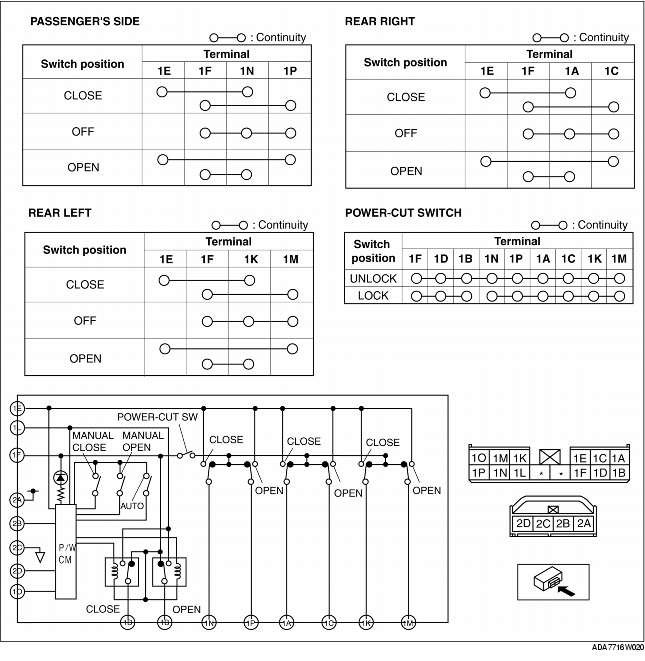 PASSENGER'S SIDE
: Continuity
Switch position
Terminal
1E 1F 1N 1P
CLOSE
OFF
OPEN
REAR RIGHT
: Continuity
Switch position
Terminal
1E 1F 1A 1C
CLOSE
OFF
OPEN
REAR LEFT
: Continuity
Switch position
Terminal
1E 1F 1K 1M
CLOSE
OFF
OPEN
POWER-CUT SWITCH
: Continuity
Switch
position
Terminal
1F 1D 1B 1N 1P 1A 1C 1K 1M
UNLOCK
LOCK
1E
1L
1F
2A
2B
2C
2D
1O
POWER-CUT SW
MANUAL
CLOSE
MANUAL
OPEN
AUTO
P/W
CM
CLOSE
OPEN
CLOSE
OPEN
CLOSE
OPEN
CLOSE
OPEN
1N 1P 1A 1C 1K 1M
1B
1O 1M 1K 1E 1C 1A
1P 1N 1L * * 1F 1D 1B
2D 2C 2B 2A
ADA7716W020